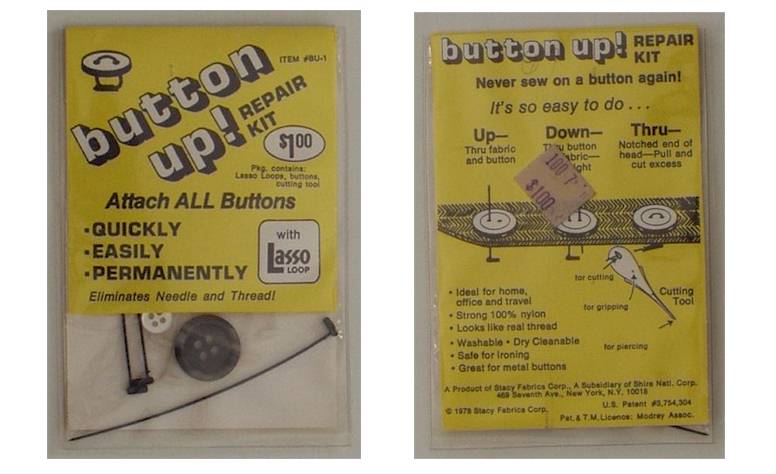 button
up!
REPAIR
KIT
ITEM #BU-1
$1.00
Pkg. contains:
Lasso Loops, buttons,
cutting tool
Attach ALL Buttons
▪QUICKLY
▪EASILY
▪PERMANENTLY
with
Lasso
LOOP
Eliminates Needle and Thread!
button up! REPAIR
KIT
Never sew on a button again!
It's so easy to do . . .
Up—
Thru fabric
and button
Down—
button
fabric—
Thru—
Notched end of
head—Pull and
cut excess
100
$100
for cutting
for gripping
Cutting
Tool
for piercing
• Ideal for home,
office and travel
• Strong 100% nylon
• Looks like real thread
• Washable • Dry Cleanable
• Safe for Ironing
• Great for metal buttons
A Product of Stacy Fabrics Corp., A Subsidiary of Shire Natl. Corp.
469 Seventh Ave., New York, N.Y. 10018
U.S. Patent #3,754,304
© 1978 Stacy Fabrics Corp.
Pat. & T.M. Licence: Modrey Assoc.